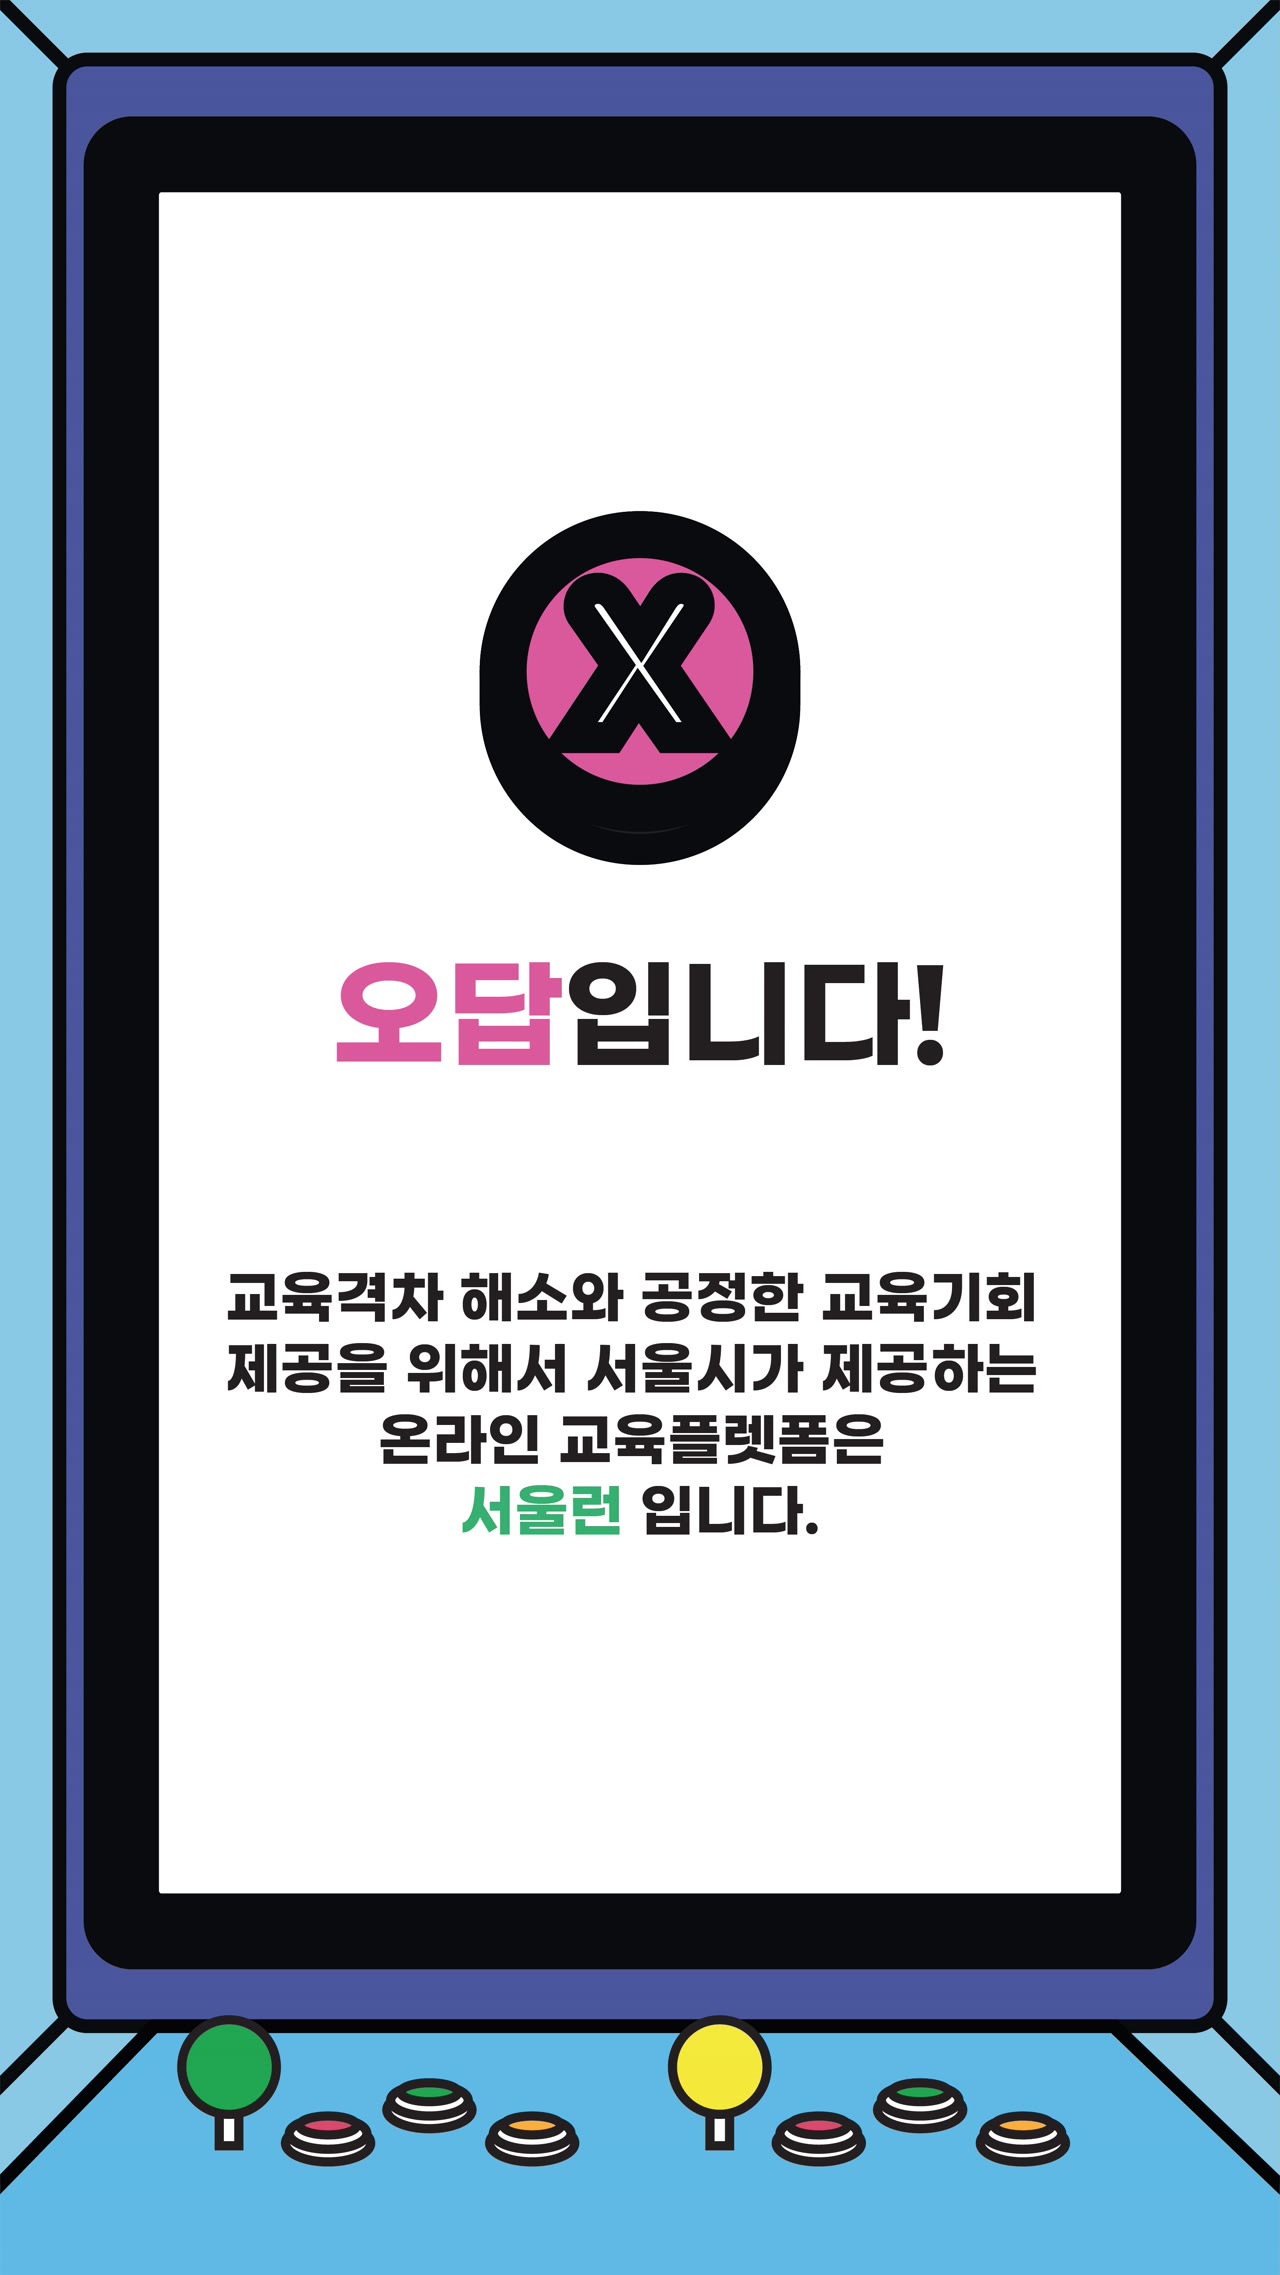 X
오답입니다!
교육격차 해소와 공정한 교육기회
제공을 위해서 서울시가 제공하는
온라인 교육플렛폼은
서울런 입니다.